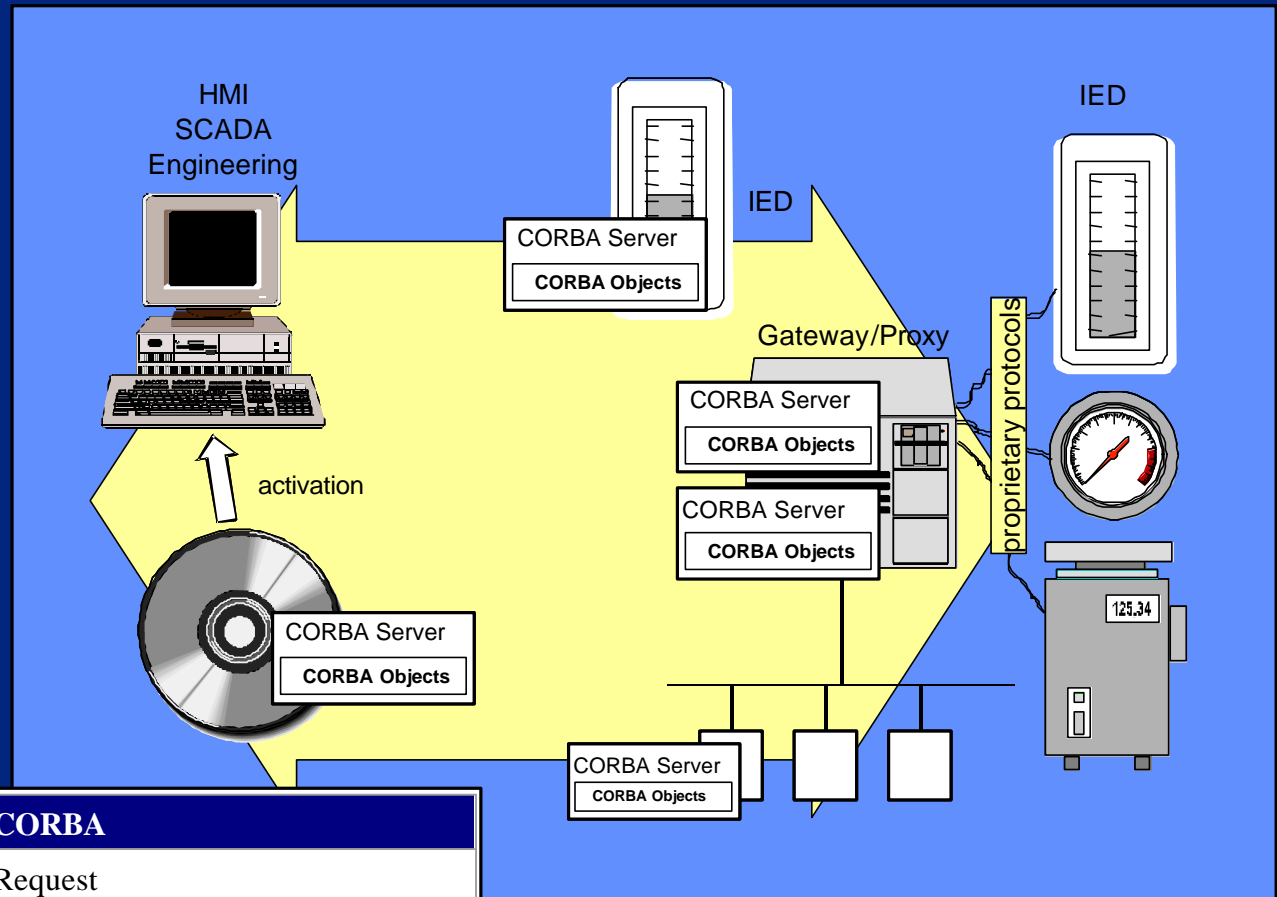 HMI
SCADA
Engineering
IED
IED
CORBA Server
CORBA Objects
Gateway/Proxy
CORBA Server
CORBA Objects
CORBA Server
CORBA Objects
proprietary protocols
activation
125.34
CORBA Server
CORBA Objects
CORBA Server
CORBA Objects
CORBA
Request